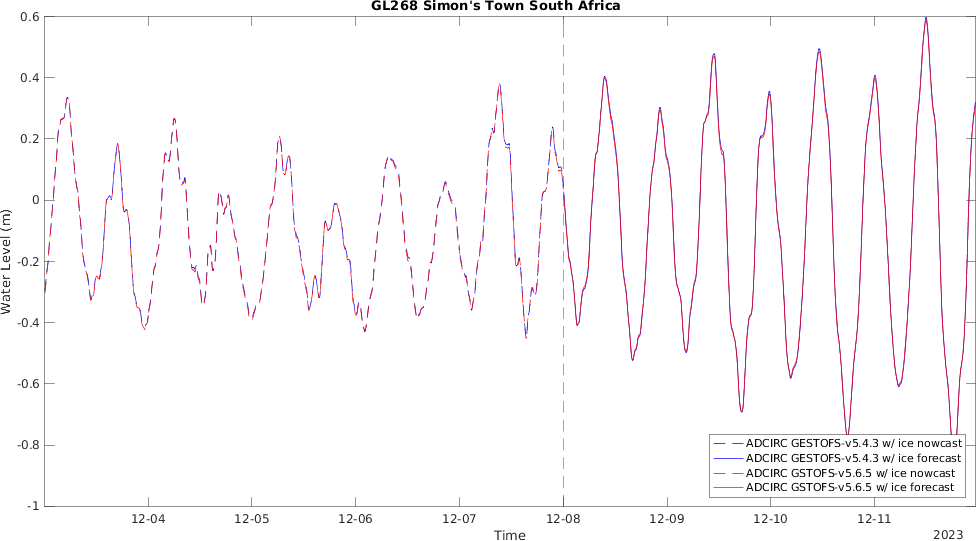 GL268 Simon's Town South Africa
0.6
0.4
0.2
0
-0.2
-0.4
-0.6
-0.8
-1
Water Level (m)
ADCIRC GESTOFS-v5.4.3 w/ ice nowcast
ADCIRC GESTOFS-v5.4.3 w/ ice forecast
ADCIRC GSTOFS-v5.6.5 w/ ice nowcast
ADCIRC GSTOFS-v5.6.5 w/ ice forecast
12-04 12-05 12-06 12-07 12-08 12-09 12-10 12-11
Time
2023